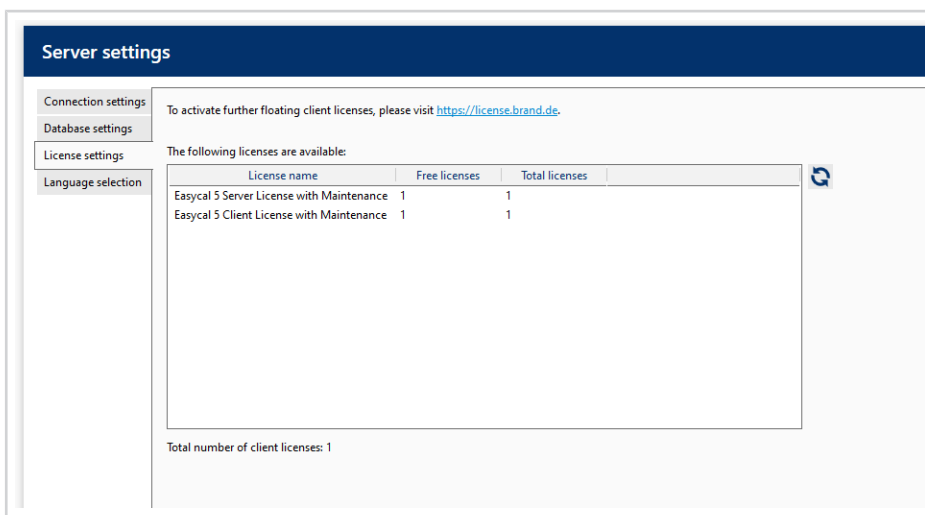 Server settings
Connection settings
Database settings
License settings
Language selection
To activate further floating client licenses, please visit https://license.brand.de.
The following licenses are available:
License name Free licenses Total licenses
Easycal 5 Server License with Maintenance 1 1
Easycal 5 Client License with Maintenance 1 1
Total number of client licenses: 1